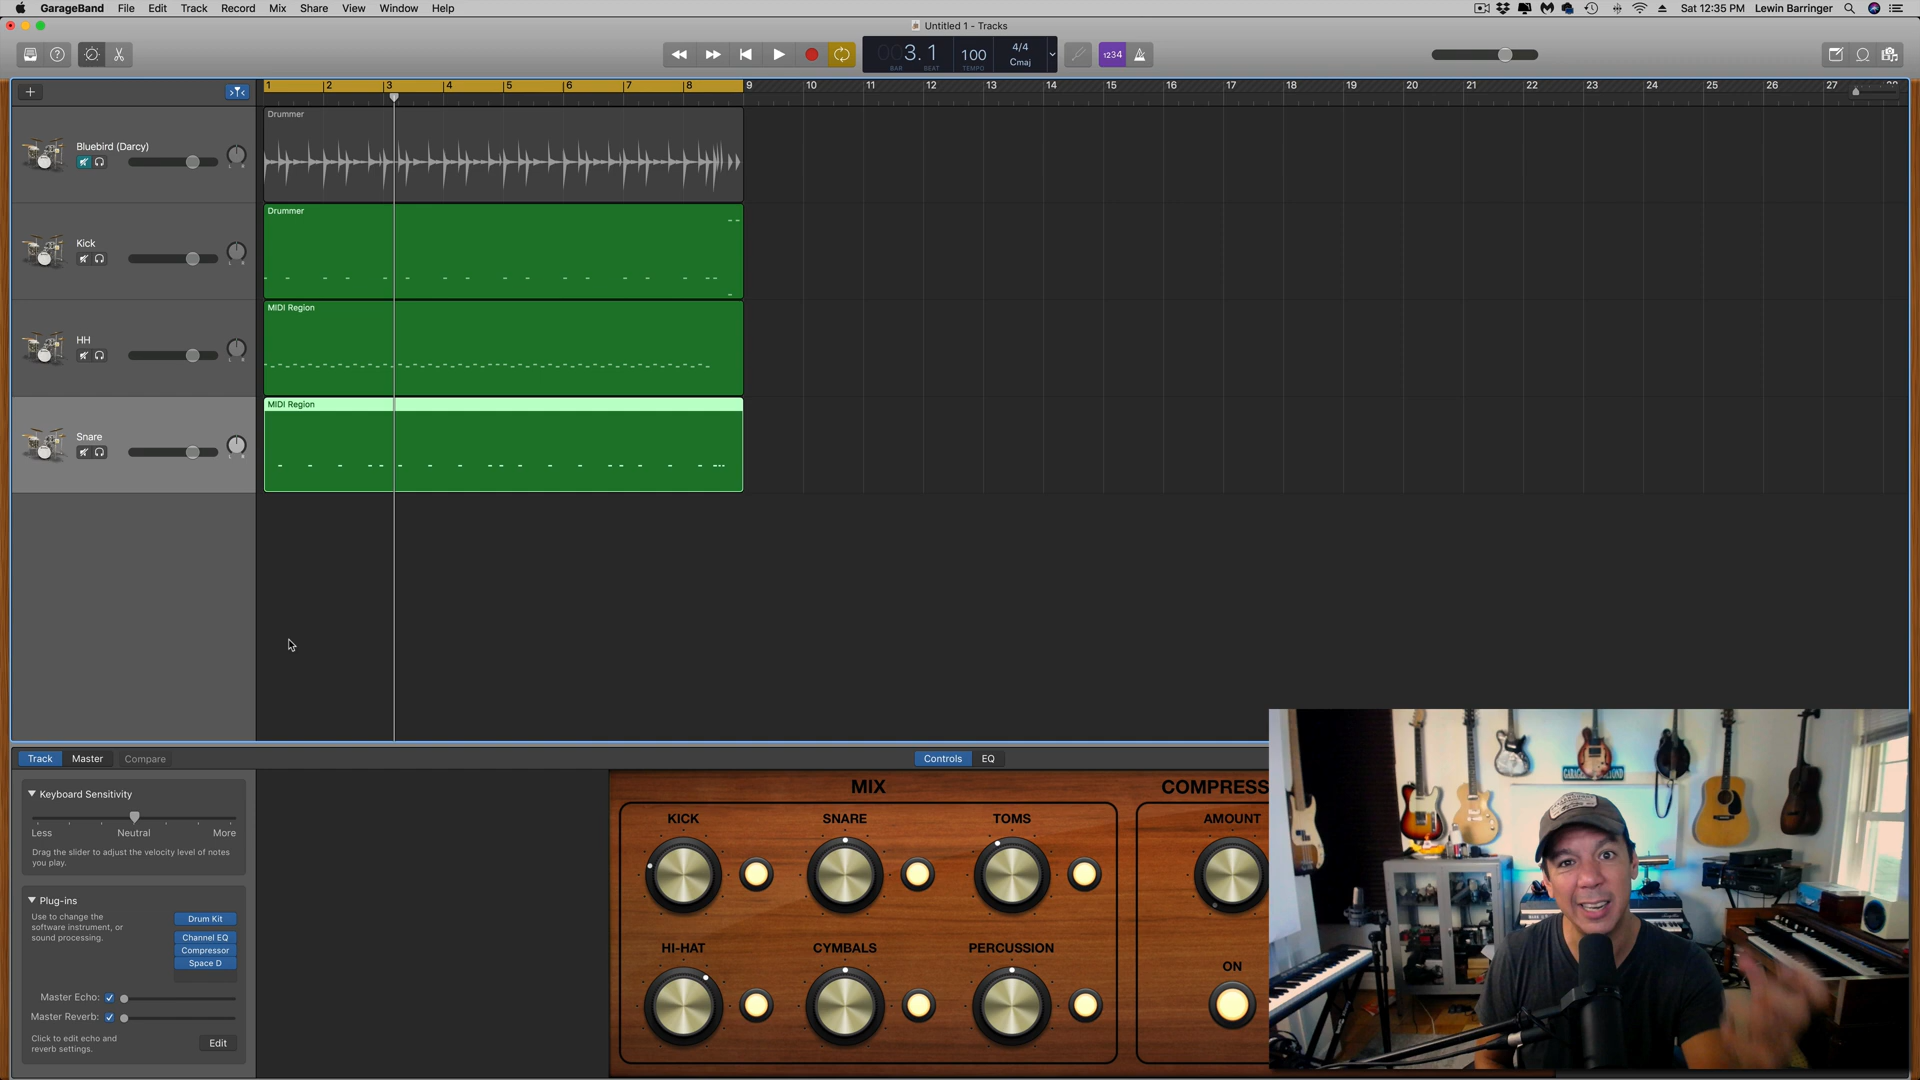 GarageBand File Edit Track Record Mix Share View Window Help
Sat 12:35 PM Lewin Barringer
Untitled 1 - Tracks
3. 1
BAR BEAT
100
TEMPO
4/4
Cmaj
1234
1 2 3 4 5 6 7 8 9 10 11 12 13 14 15 16 17 18 19 20 21 22 23 24 25 26 27
Bluebird (Darcy)
L R
Drummer
Kick
L R
Drummer
HH
L R
MIDI Region
Snare
L R
MIDI Region
Track Master Compare
Controls EQ
Keyboard Sensitivity
Less Neutral More
Drag the slider to adjust the velocity level of notes
you play.
Plug-ins
Use to change the
software instrument, or
sound processing.
Drum Kit
Channel EQ
Compressor
Space D
Master Echo:
Master Reverb:
Click to edit echo and
reverb settings.
Edit
MIX
KICK SNARE TOMS
HI-HAT CYMBALS PERCUSSION
COMPRESS
AMOUNT
ON